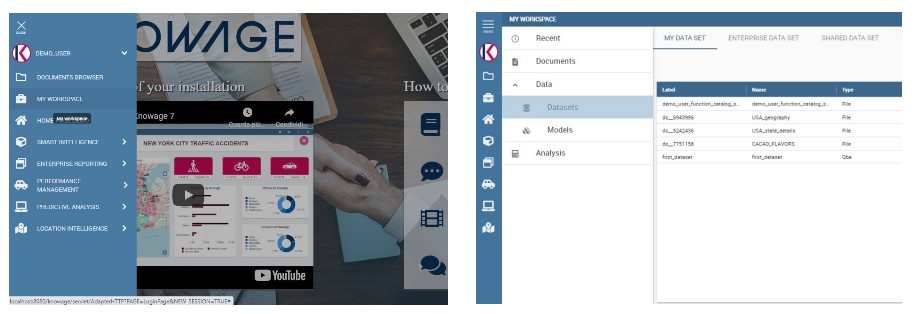 CLOSE
DEMO_USER
DOCUMENTS BROWSER
MY WORKSPACE
HOME
My workspace
SMART INTELLIGENCE
ENTERPRISE REPORTING
PERFORMANCE
MANAGEMENT
PREDICTIVE ANALYSIS
LOCATION INTELLIGENCE
OWAGE
of your installation
How to
Knowage 7
Guarda più...
Condividi
NEW YORK CITY TRAFFIC ACCIDENTS
YouTube
localhost:8080/knowage/servlet/AdapterHTTP?PAGE=LoginPage&NEW_SESSION=TRUE#
MENU
MY WORKSPACE
Recent
Documents
Data
Datasets
Models
Analysis
MY DATA SET
ENTERPRISE DATA SET
SHARED DATA SET
Label Name Type
demo_user_function_catalog_s... demo_user_function_catalog_s... File
ds__6943996 USA_geography File
ds__5242436 USA_state_details File
ds__7751158 CACAO_FLAVORS File
first_dataset first_dataset Qbe